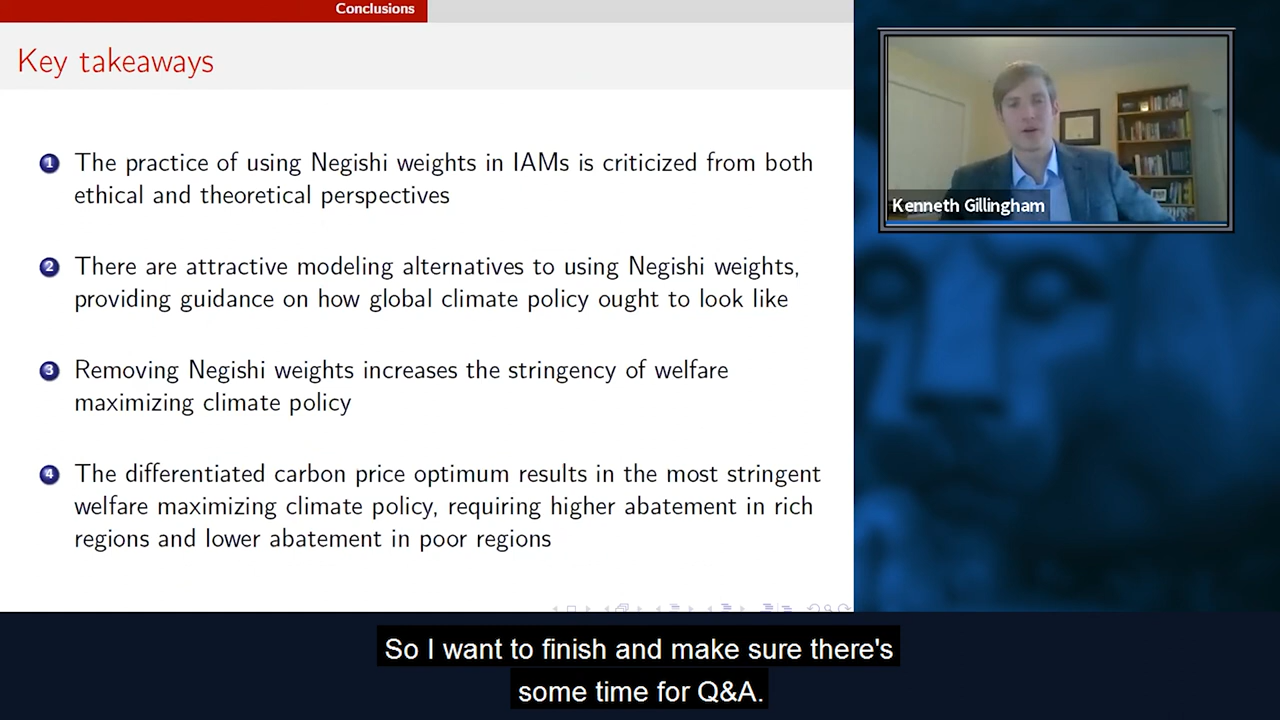 Conclusions
Key takeaways
1 The practice of using Negishi weights in IAMs is criticized from both
ethical and theoretical perspectives
2 There are attractive modeling alternatives to using Negishi weights,
providing guidance on how global climate policy ought to look like
3 Removing Negishi weights increases the stringency of welfare
maximizing climate policy
4 The differentiated carbon price optimum results in the most stringent
welfare maximizing climate policy, requiring higher abatement in rich
regions and lower abatement in poor regions
Kenneth Gillingham
So I want to finish and make sure there's
some time for Q&A.